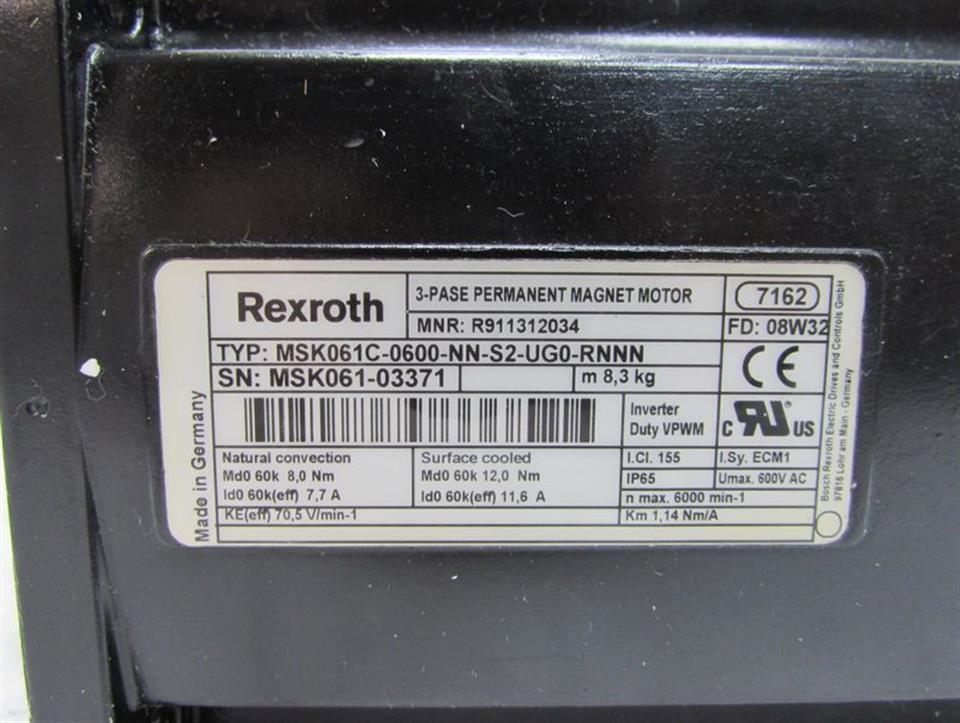 Rexroth
3-PASE PERMANENT MAGNET MOTOR
7162
MNR: R911312034
FD: 08W32
TYP: MSK061C-0600-NN-S2-UG0-RNNN
SN: MSK061-03371
m 8,3 kg
CE
Inverter
Duty VPWM
c RU US
Natural convection
Surface cooled
I.Cl. 155
I.Sy. ECM1
Md0 60k 8,0 Nm
Md0 60k 12,0 Nm
IP65
Umax. 600V AC
Id0 60k(eff) 7,7 A
Id0 60k(eff) 11,6 A
n max. 6000 min-1
KE(eff) 70,5 V/min-1
Km 1,14 Nm/A
Made in Germany
Bosch Rexroth Electric Drives and Controls GmbH
97816 Lohr am Main - Germany